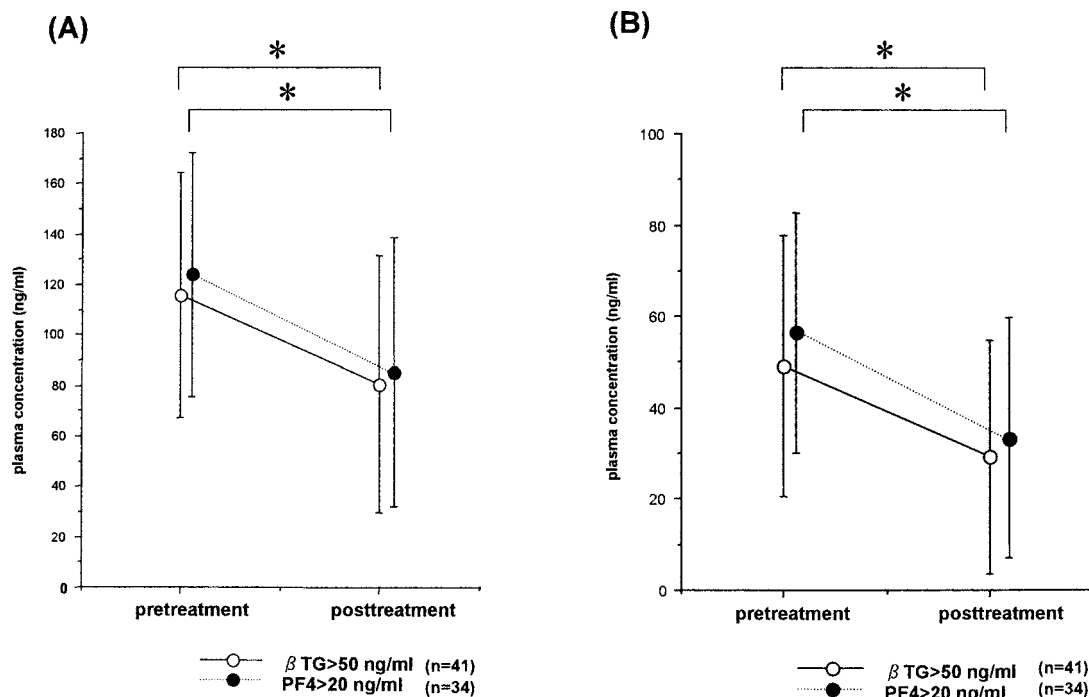 (A)
*
*
180
160
140
120
100
80
60
40
20
0
plasma concentration (ng/ml)
pretreatment posttreatment
β TG>50 ng/ml (n=41)
PF4>20 ng/ml (n=34)
(B)
*
*
100
80
60
40
20
0
plasma concentration (ng/ml)
pretreatment posttreatment
β TG>50 ng/ml (n=41)
PF4>20 ng/ml (n=34)